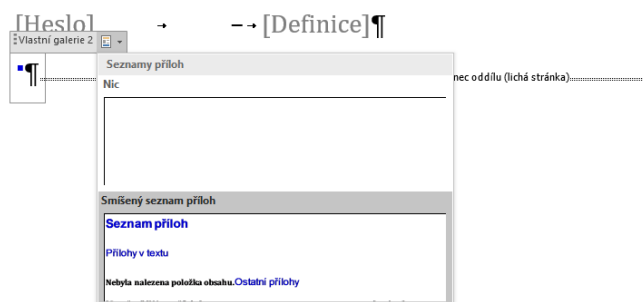 [Heslo] → –→ [Definice]¶
Vlastní galerie 2
¶
Seznamy příloh
nec oddílu (lichá stránka)
Nic
Smíšený seznam příloh
Seznam příloh
Přílohy v textu
Nebyla nalezena položka obsahu.Ostatní přílohy